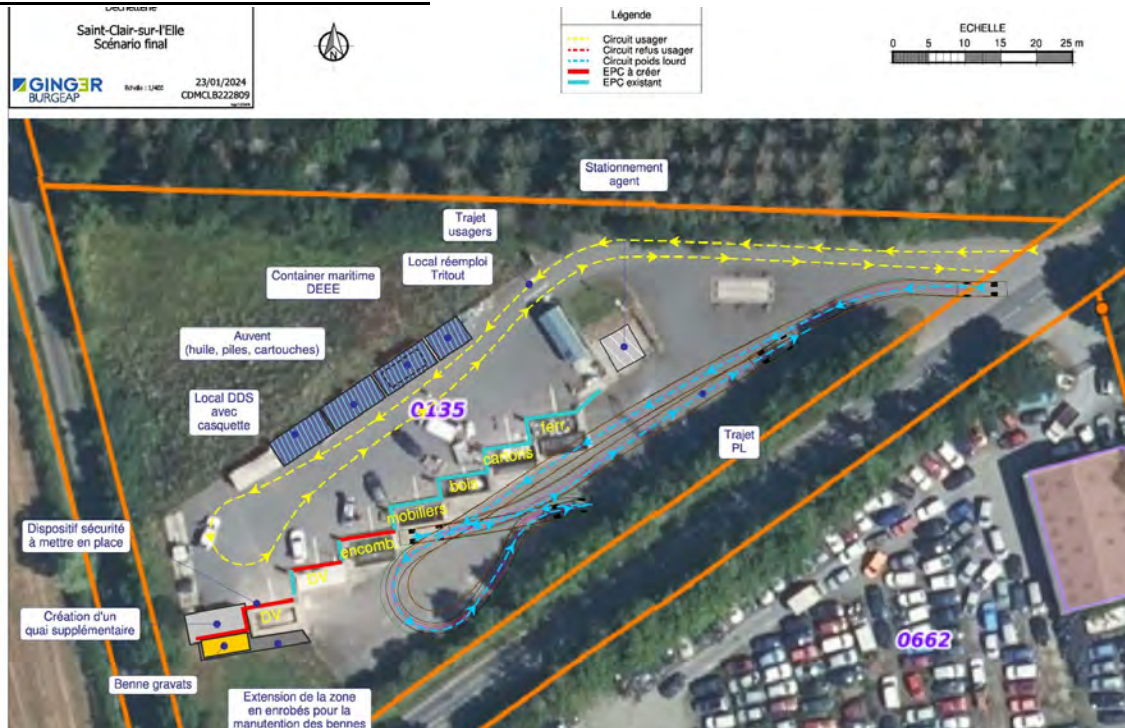 Déchetterie
Saint-Clair-sur-l'Elle
Scénario final
GINGER
BURGEAP
Echelle : 1/400
23/01/2024
CDMCLB222809
N
Légende
Circuit usager
Circuit refus usager
Circuit poids lourd
EPC à créer
EPC existant
ECHELLE
0 5 10 15 20 25 m
Stationnement
agent
Trajet
usagers
Local réemploi
Tritout
Container maritime
DEEE
Auvent
(huile, piles, cartouches)
Local DDS
avec
casquette
0135
ferr.
cartons
bois
mobiliers
encomb.
DV
DV
Trajet
PL
Dispositif sécurité
à mettre en place
Création d'un
quai supplémentaire
Benne gravats
Extension de la zone
en enrobés pour la
manutention des bennes
0662